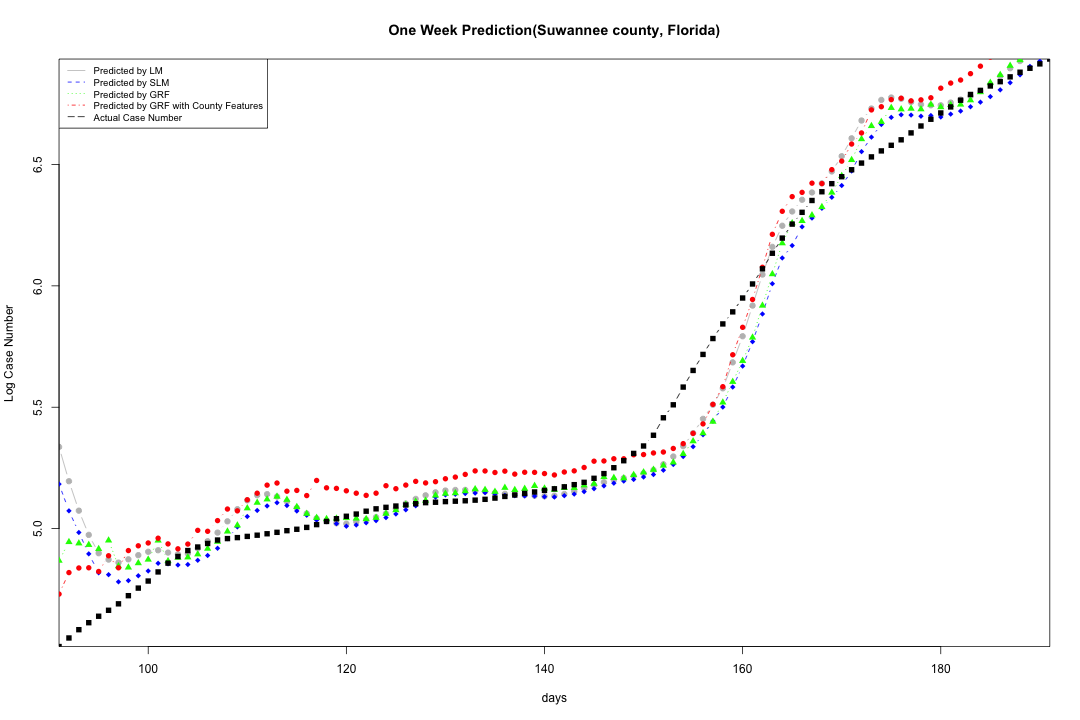 One Week Prediction(Suwannee county, Florida)
Predicted by LM
Predicted by SLM
Predicted by GRF
Predicted by GRF with County Features
Actual Case Number
6.5
6.0
5.5
5.0
Log Case Number
100 120 140 160 180
days